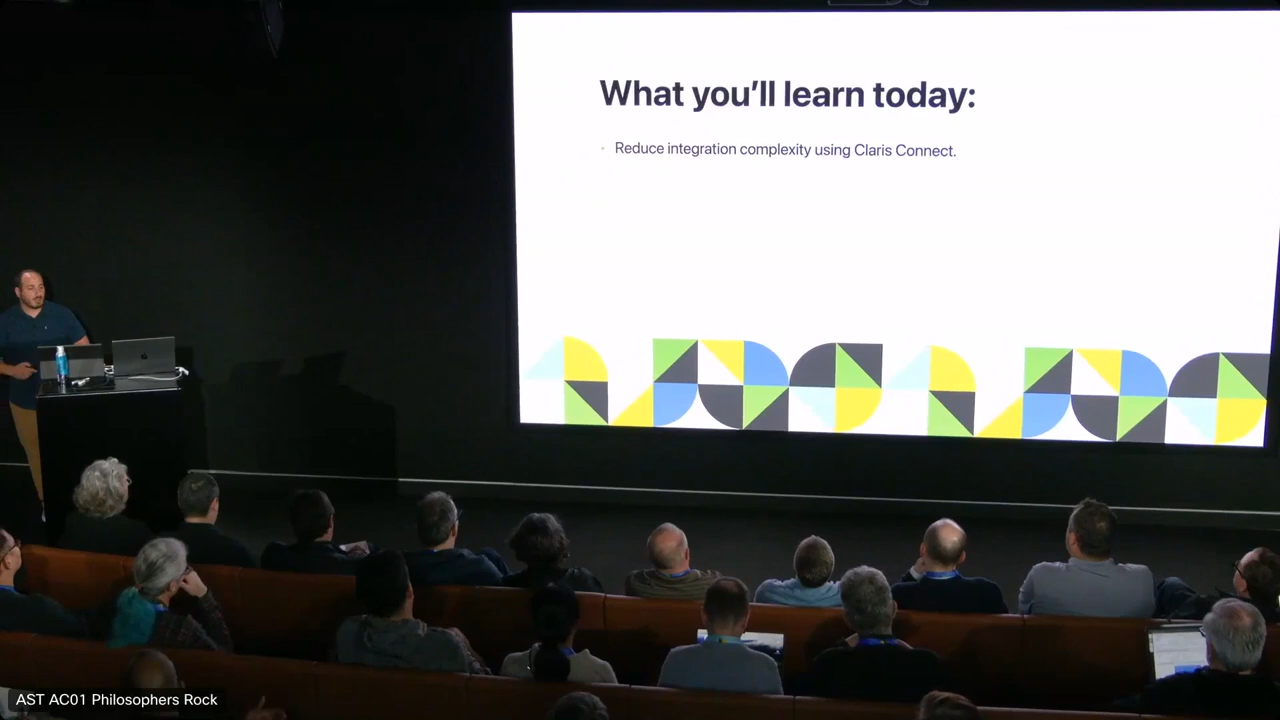 What you'll learn today:
Reduce integration complexity using Claris Connect.
AST AC01 Philosophers Rock